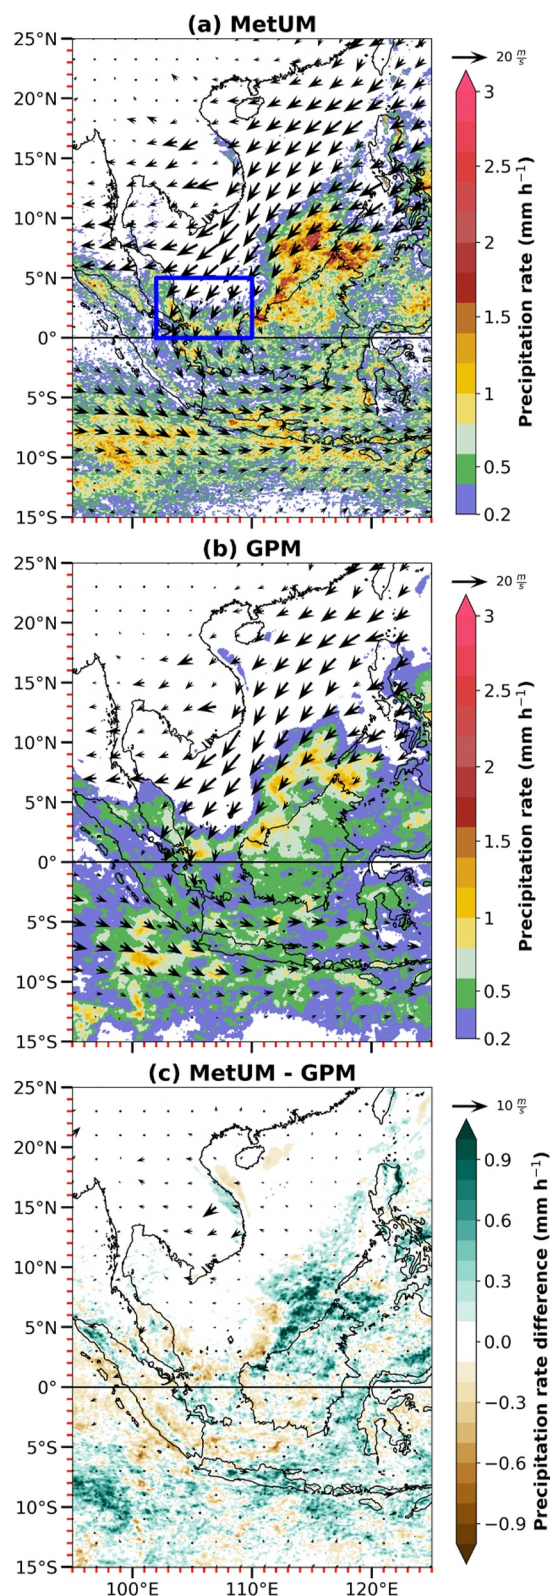 (a) MetUM
25°N
20°N
15°N
10°N
5°N
0°
5°S
10°S
15°S
20 m/s
3
2.5
2
1.5
1
0.5
0.2
Precipitation rate (mm h⁻¹)
(b) GPM
25°N
20°N
15°N
10°N
5°N
0°
5°S
10°S
15°S
20 m/s
3
2.5
2
1.5
1
0.5
0.2
Precipitation rate (mm h⁻¹)
(c) MetUM - GPM
25°N
20°N
15°N
10°N
5°N
0°
5°S
10°S
15°S
100°E
110°E
120°E
10 m/s
0.9
0.6
0.3
0.0
−0.3
−0.6
−0.9
Precipitation rate difference (mm h⁻¹)